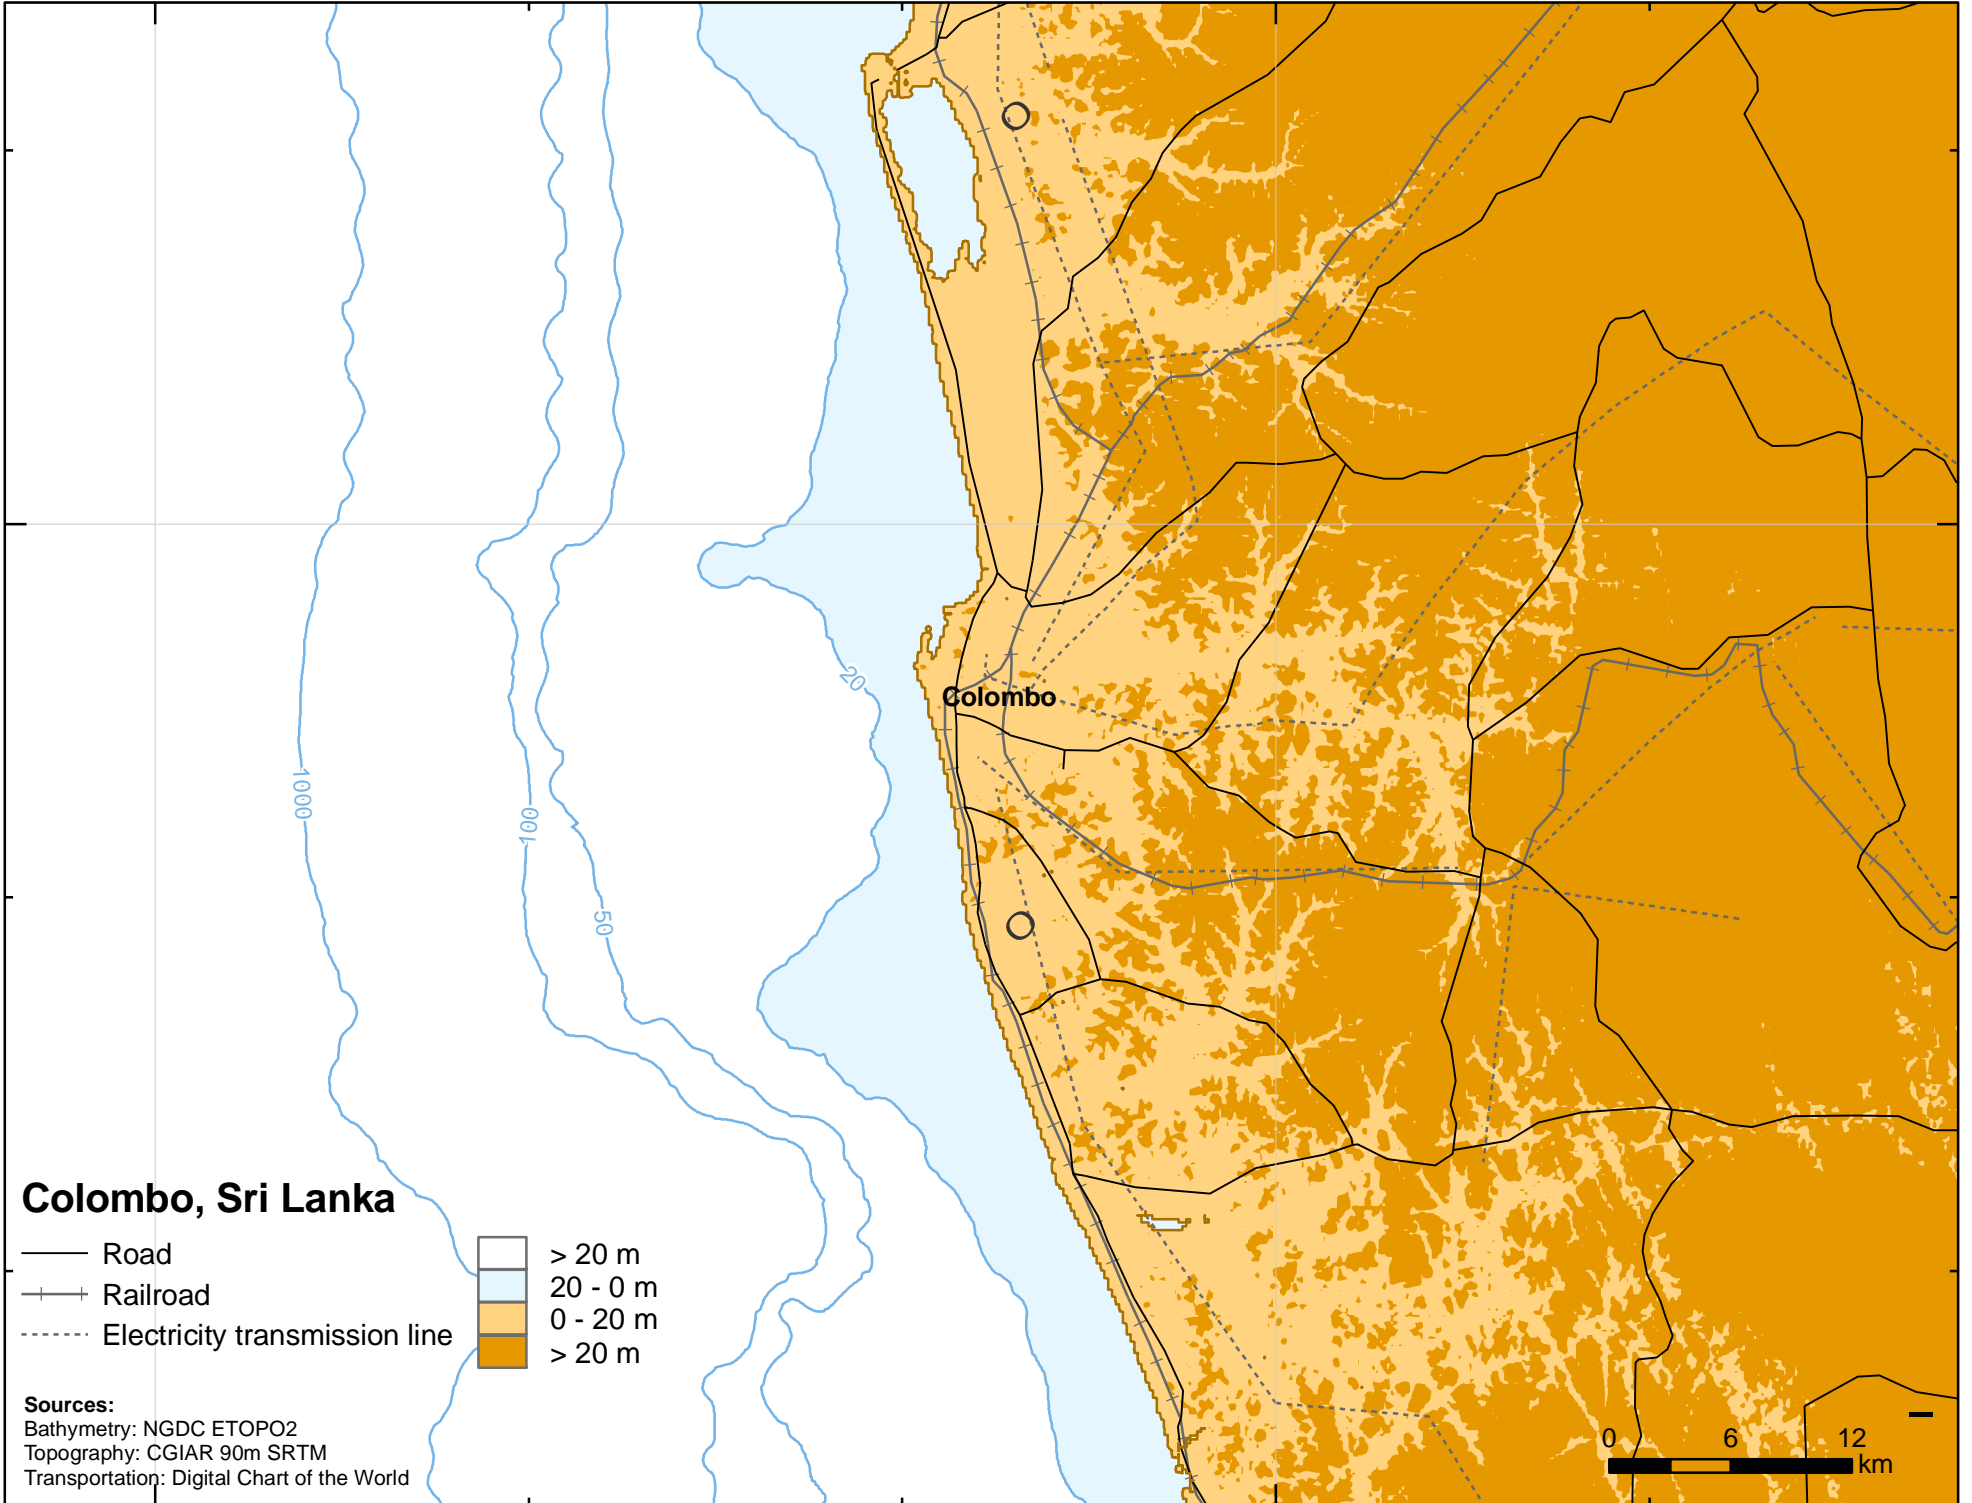 20
Colombo
1000
100
50
Colombo, Sri Lanka
Road
Railroad
Electricity transmission line
> 20 m
20 - 0 m
0 - 20 m
> 20 m
Sources:
Bathymetry: NGDC ETOPO2
Topography: CGIAR 90m SRTM
Transportation: Digital Chart of the World
0 6 12
km